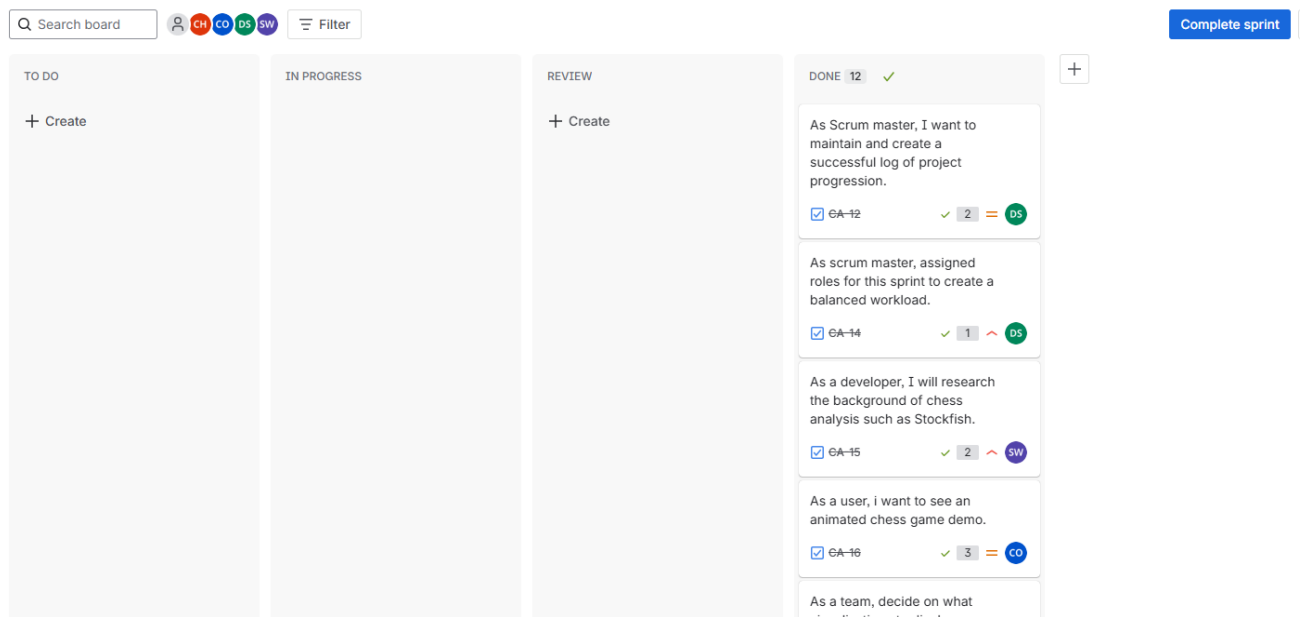 Search board
CH CO DS SW
Filter
Complete sprint
TO DO
Create
IN PROGRESS
REVIEW
Create
DONE 12
As Scrum master, I want to
maintain and create a
successful log of project
progression.
CA-12 2 DS
As scrum master, assigned
roles for this sprint to create a
balanced workload.
CA-14 1 DS
As a developer, I will research
the background of chess
analysis such as Stockfish.
CA-15 2 SW
As a user, i want to see an
animated chess game demo.
CA-16 3 CO
As a team, decide on what